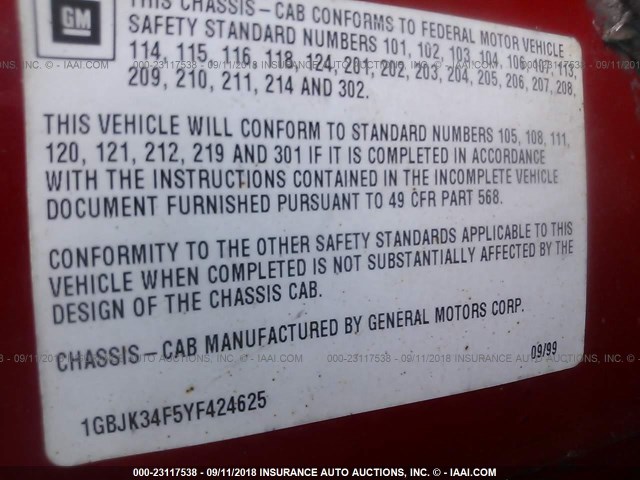 GM
THIS CHASSIS-CAB CONFORMS TO FEDERAL MOTOR VEHICLE
SAFETY STANDARD NUMBERS 101, 102, 103, 104, 106, 107, 113,
114, 115, 116, 118, 124, 201, 202, 203, 204, 205, 206, 207, 208,
209, 210, 211, 214 AND 302.
THIS VEHICLE WILL CONFORM TO STANDARD NUMBERS 105, 108, 111,
120, 121, 212, 219 AND 301 IF IT IS COMPLETED IN ACCORDANCE
WITH THE INSTRUCTIONS CONTAINED IN THE INCOMPLETE VEHICLE
DOCUMENT FURNISHED PURSUANT TO 49 CFR PART 568.
CONFORMITY TO THE OTHER SAFETY STANDARDS APPLICABLE TO THIS
VEHICLE WHEN COMPLETED IS NOT SUBSTANTIALLY AFFECTED BY THE
DESIGN OF THE CHASSIS CAB.
CHASSIS-CAB MANUFACTURED BY GENERAL MOTORS CORP.
09/99
1GBJK34F5YF424625
000-23117538 - 09/11/2018 INSURANCE AUTO AUCTIONS, INC. - © IAAI.COM